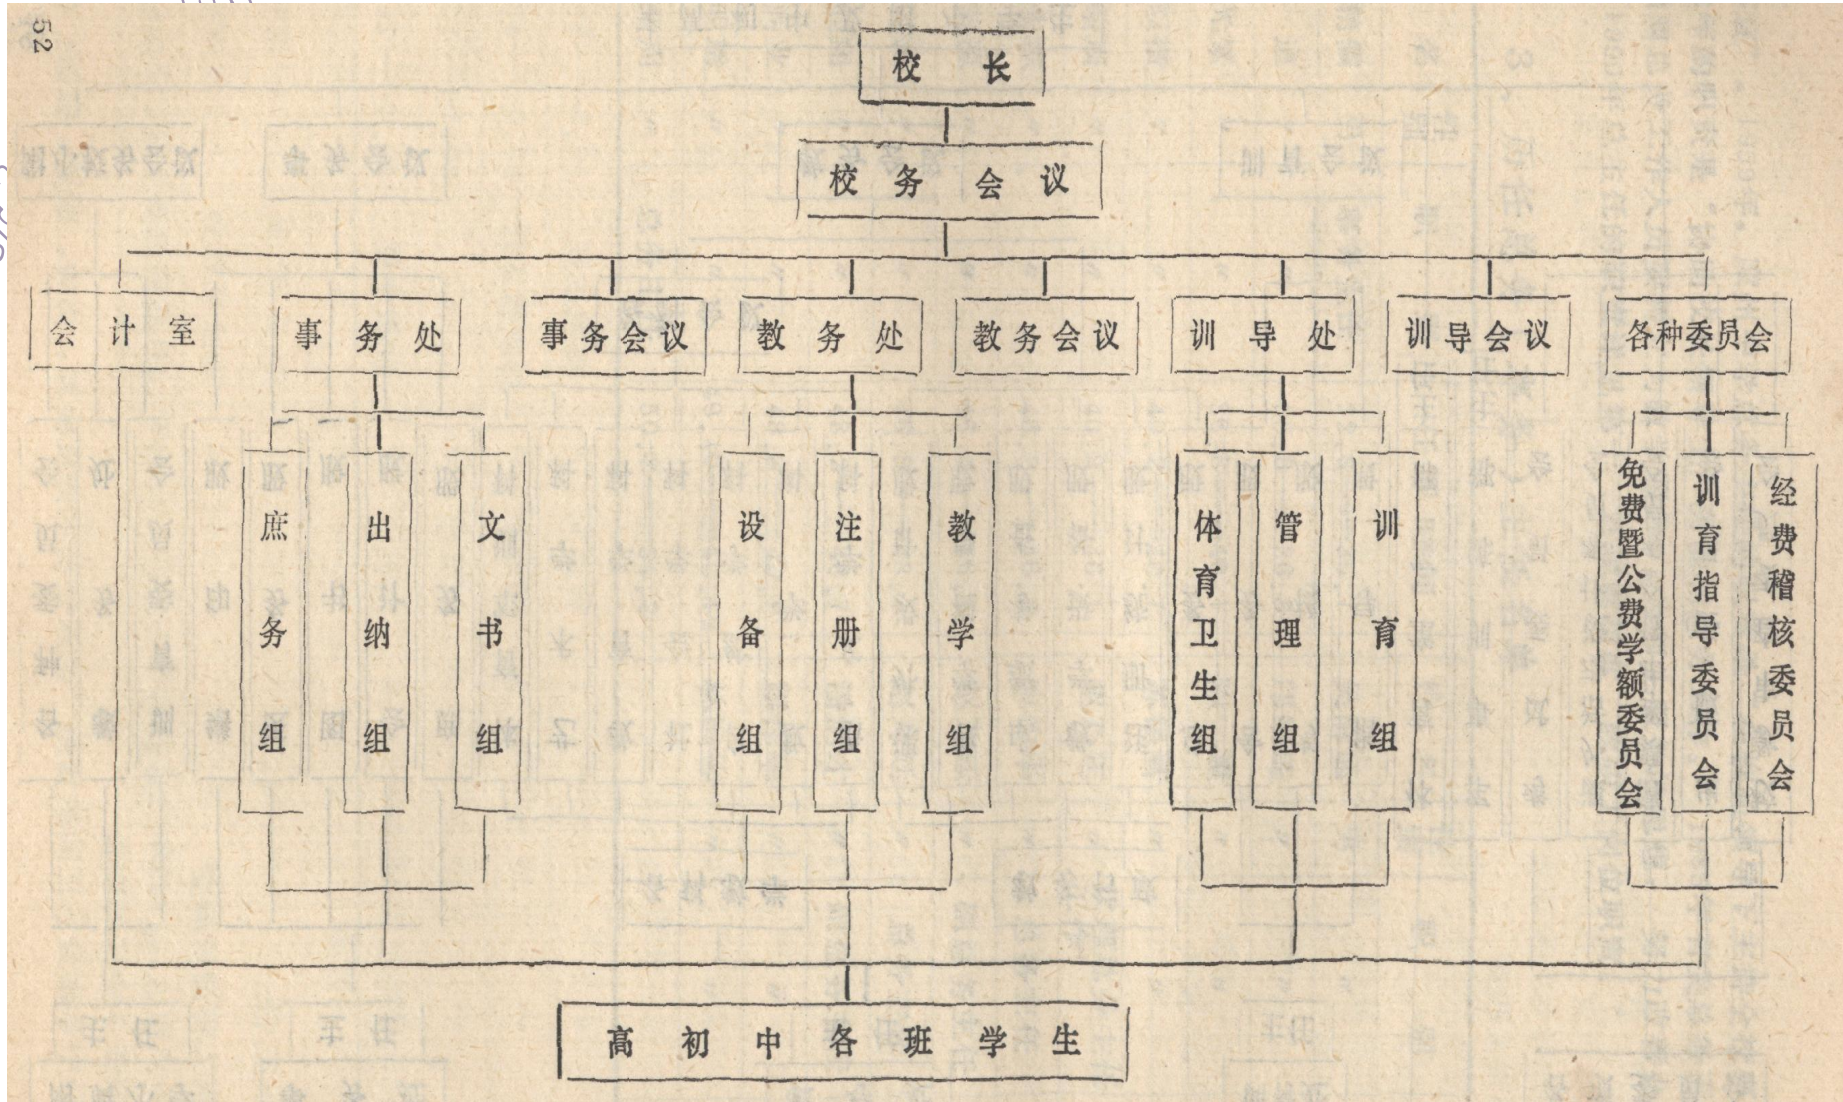 52
校长
校务会议
会计室
事务处
事务会议
教务处
教务会议
训导处
训导会议
各种委员会
庶务组
出纳组
文书组
设备组
注册组
教学组
体育卫生组
管理组
训育组
免费暨公费学额委员会
训育指导委员会
经费稽核委员会
高初中各班学生